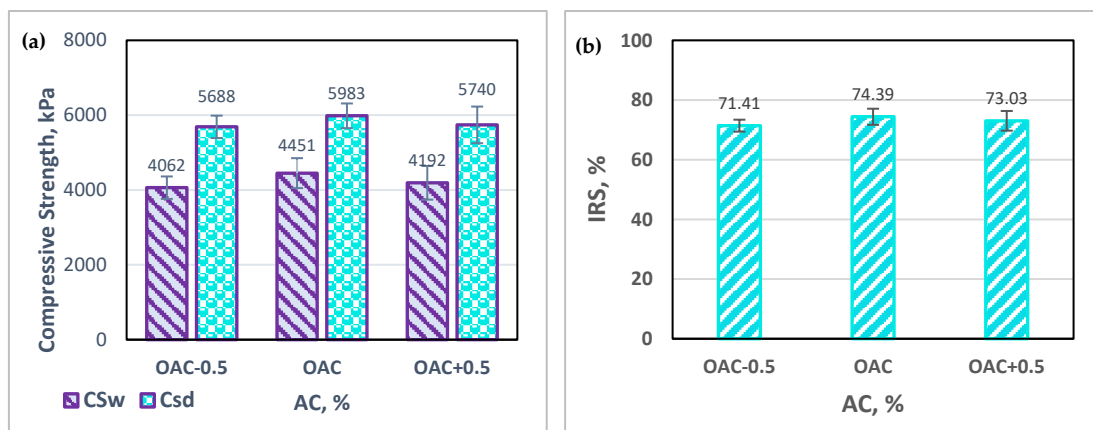 (a)
Compressive Strength, kPa
8000
6000
4000
2000
0
4062
5688
4451
5983
4192
5740
OAC-0.5 OAC OAC+0.5
CSw Csd
AC, %
(b)
IRS, %
100
80
60
40
20
0
71.41
74.39
73.03
OAC-0.5 OAC OAC+0.5
AC, %